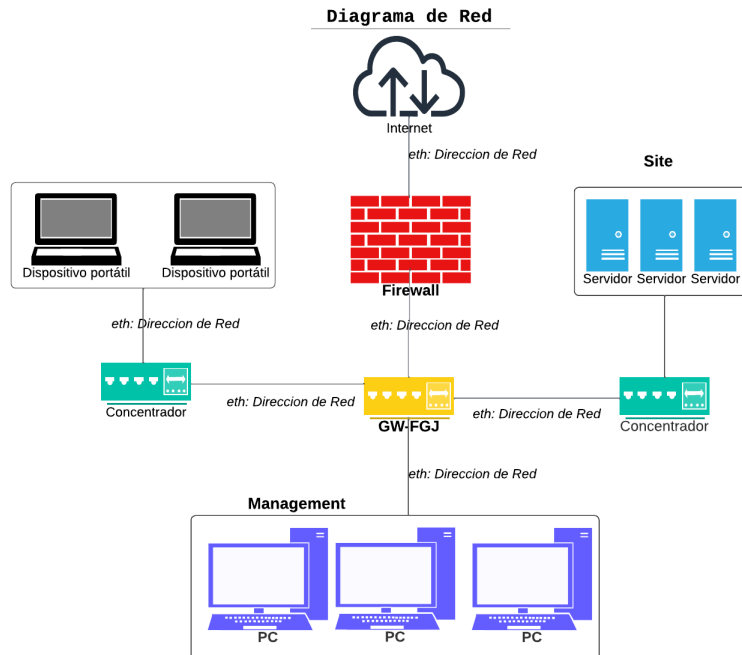 Diagrama de Red
Internet
eth: Direccion de Red
Site
Dispositivo portátil
Dispositivo portátil
Firewall
Servidor
Servidor
Servidor
eth: Direccion de Red
eth: Direccion de Red
Concentrador
eth: Direccion de Red
GW-FGJ
eth: Direccion de Red
Concentrador
eth: Direccion de Red
Management
PC
PC
PC